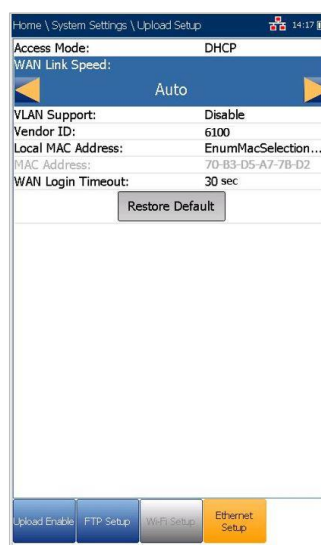 Home \ System Settings \ Upload Setup 14:17
Access Mode: DHCP
WAN Link Speed:
Auto
VLAN Support: Disable
Vendor ID: 6100
Local MAC Address: EnumMacSelection...
MAC Address: 70-B3-D5-A7-7B-D2
WAN Login Timeout: 30 sec
Restore Default
Upload Enable FTP Setup Wi-Fi Setup Ethernet
Setup